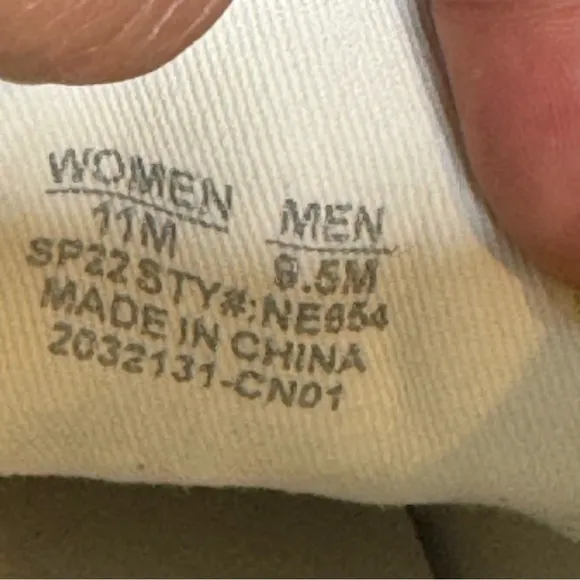 WOMEN MEN
11M 9.5M
SP22 STY#: NE654
MADE IN CHINA
2032131-CN01